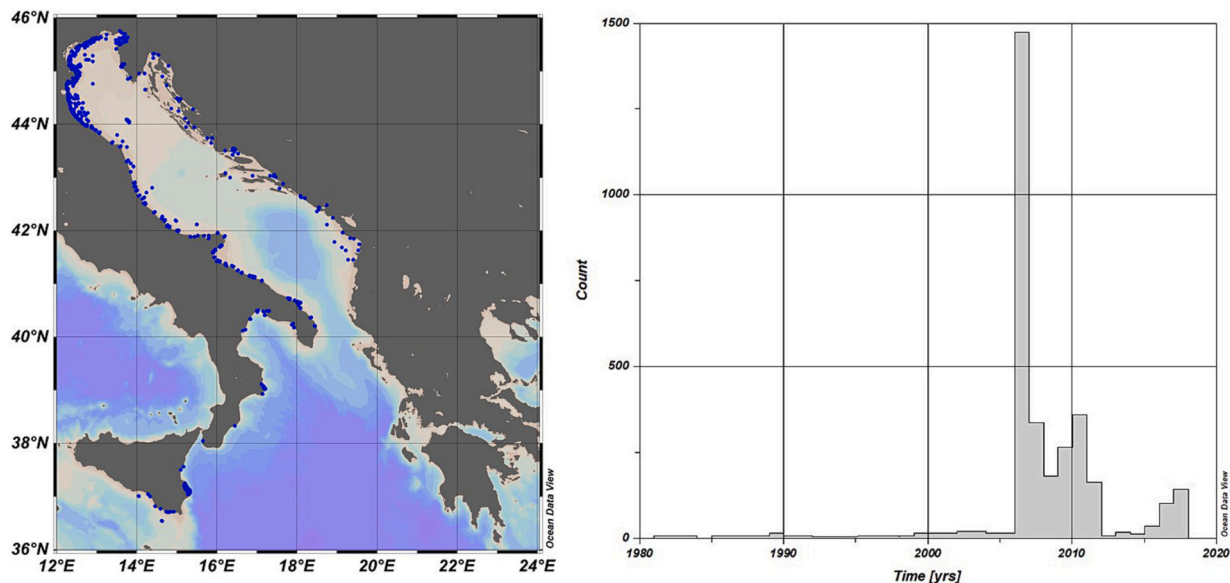 46°N
44°N
42°N
40°N
38°N
36°N
12°E 14°E 16°E 18°E 20°E 22°E 24°E
Ocean Data View
1500
1000
500
0
Count
1980 1990 2000 2010 2020
Time [yrs]
Ocean Data View